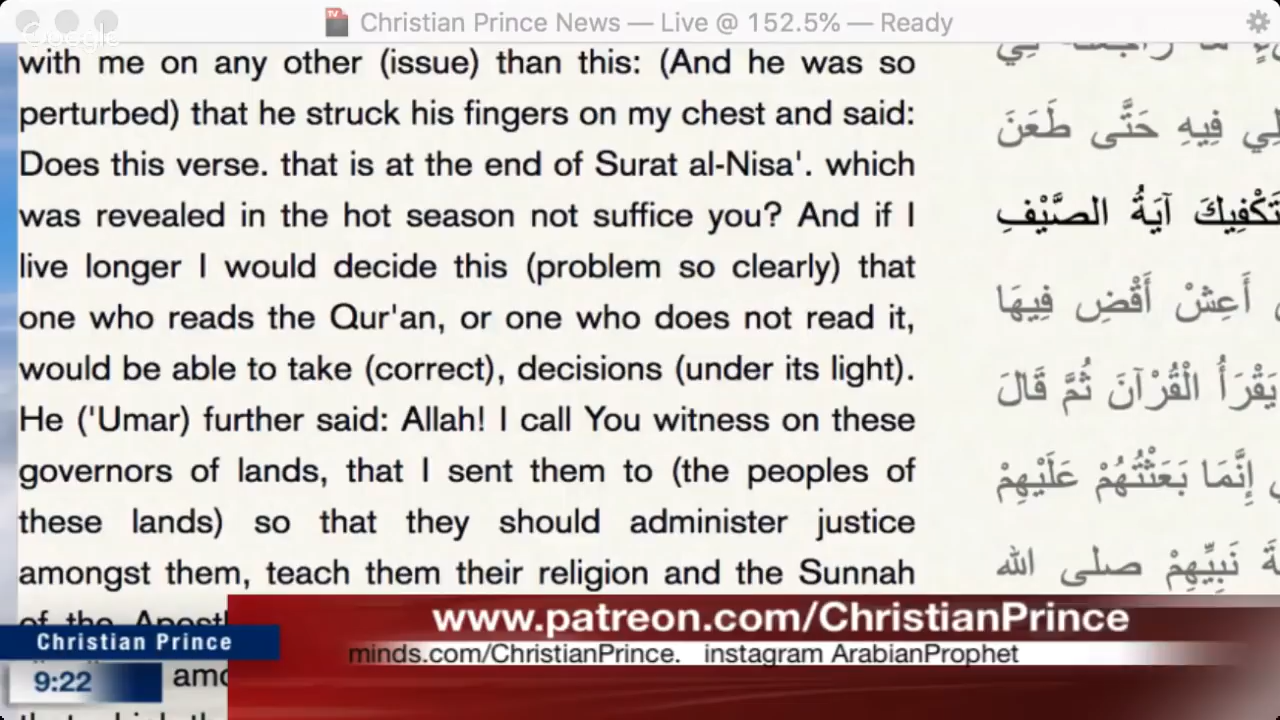 Christian Prince News — Live @ 152.5% — Ready
Google
with me on any other (issue) than this: (And he was so
perturbed) that he struck his fingers on my chest and said:
Does this verse. that is at the end of Surat al-Nisa'. which
was revealed in the hot season not suffice you? And if I
live longer I would decide this (problem so clearly) that
one who reads the Qur'an, or one who does not read it,
would be able to take (correct), decisions (under its light).
He ('Umar) further said: Allah! I call You witness on these
governors of lands, that I sent them to (the peoples of
these lands) so that they should administer justice
amongst them, teach them their religion and the Sunnah
of the
فِيهِ حَتَّى طَعَنَ
تَكْفِيكَ آيَةُ الصَّيْفِ
أَعِشْ أَقْضِ فِيهَا
يَقْرَأُ الْقُرْآنَ ثُمَّ قَالَ
إِنَّمَا بَعَثْتُهُمْ عَلَيْهِمْ
نَبِيِّهِمْ صلى الله
www.patreon.com/ChristianPrince
Christian Prince
minds.com/ChristianPrince. instagram ArabianProphet
9:22